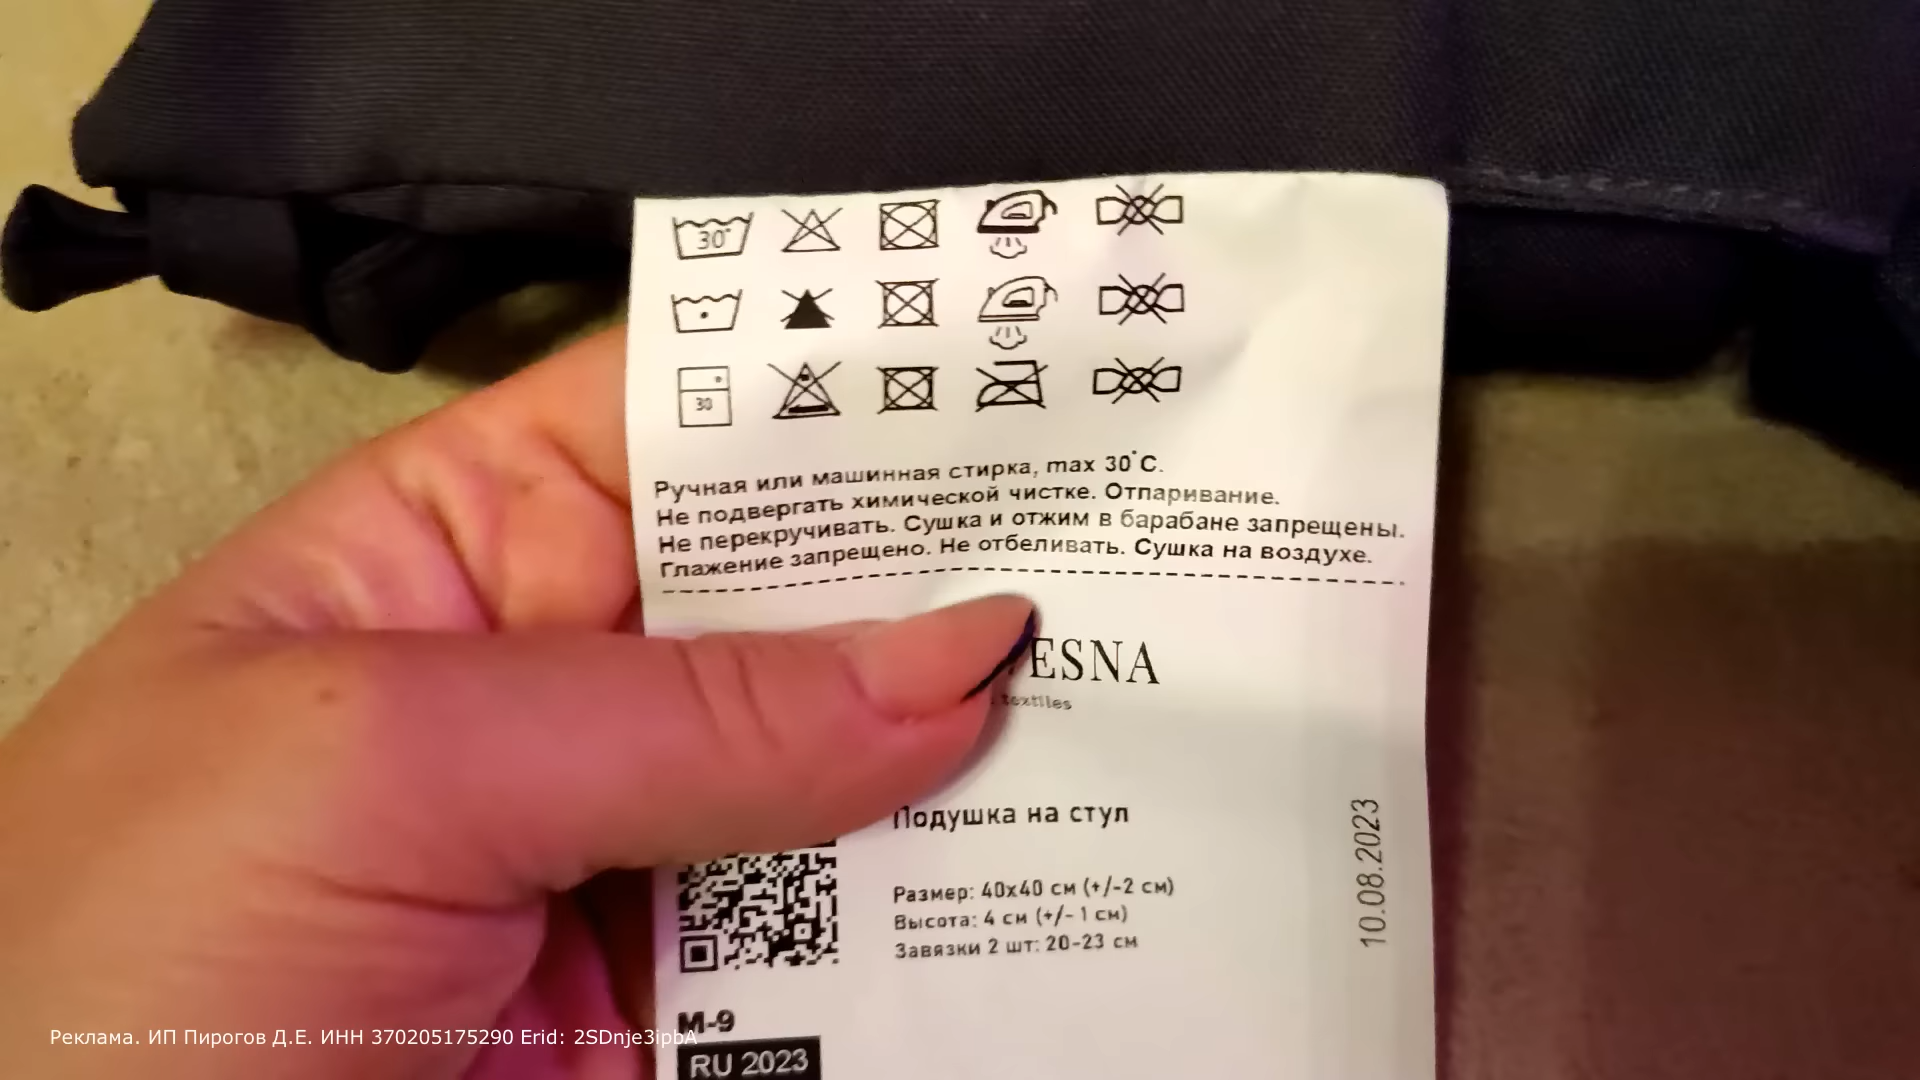 30°
30
Ручная или машинная стирка, max 30°C.
Не подвергать химической чистке. Отпаривание.
Не перекручивать. Сушка и отжим в барабане запрещены.
Глажение запрещено. Не отбеливать. Сушка на воздухе.
ESNA
textiles
Подушка на стул
Размер: 40x40 см (+/-2 см)
Высота: 4 см (+/- 1 см)
Завязки 2 шт: 20-23 см
10.08.2023
M-9
RU 2023
Реклама. ИП Пирогов Д.Е. ИНН 370205175290 Erid: 2SDnje3ipbA